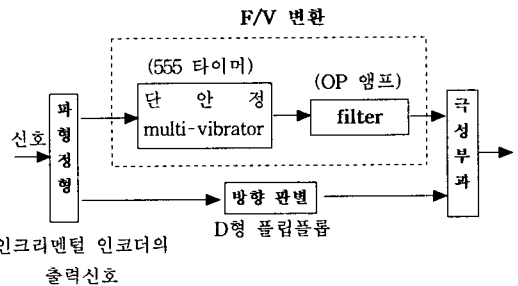 F/V 변환
(555 타이머)
단 안 정
multi-vibrator
(OP 앰프)
filter
파형정형
신호
극성부과
방향 판별
D형 플립플롭
인크리멘털 인코더의
출력신호